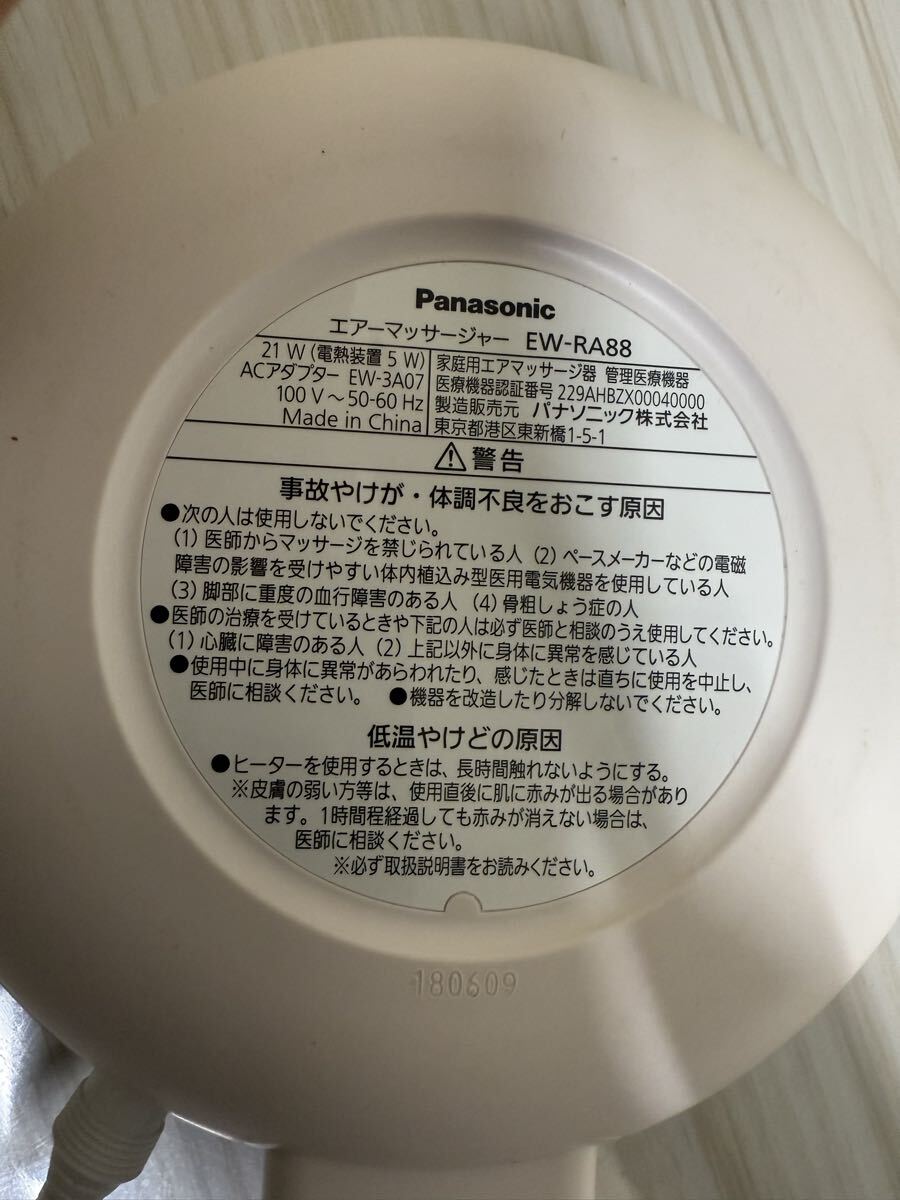 Panasonic
エアーマッサージャー EW-RA88
21 W (電熱装置 5 W)
ACアダプター EW-3A07
100 V～50-60 Hz
Made in China
家庭用エアマッサージ器 管理医療機器
医療機器認証番号 229AHBZX00040000
製造販売元 パナソニック株式会社
東京都港区東新橋1-5-1
⚠警告
事故やけが・体調不良をおこす原因
●次の人は使用しないでください。
(1) 医師からマッサージを禁じられている人 (2) ペースメーカーなどの電磁
障害の影響を受けやすい体内植込み型医用電気機器を使用している人
(3) 脚部に重度の血行障害のある人 (4) 骨粗しょう症の人
●医師の治療を受けているときや下記の人は必ず医師と相談のうえ使用してください。
(1) 心臓に障害のある人 (2) 上記以外に身体に異常を感じている人
●使用中に身体に異常があらわれたり、感じたときは直ちに使用を中止し、
医師に相談ください。 ●機器を改造したり分解しないでください。
低温やけどの原因
●ヒーターを使用するときは、長時間触れないようにする。
※皮膚の弱い方等は、使用直後に肌に赤みが出る場合があり
ます。1時間程経過しても赤みが消えない場合は、
医師に相談ください。
※必ず取扱説明書をお読みください。
180609